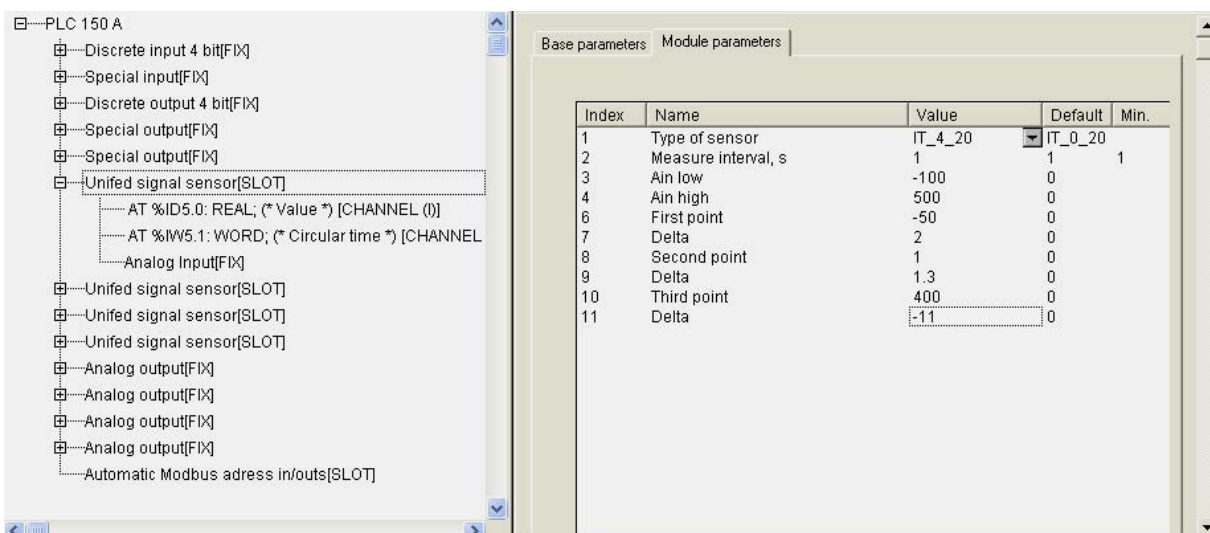 PLC 150 A
Discrete input 4 bit[FIX]
Special input[FIX]
Discrete output 4 bit[FIX]
Special output[FIX]
Special output[FIX]
Unifed signal sensor[SLOT]
AT %ID5.0: REAL; (* Value *) [CHANNEL (I)]
AT %IW5.1: WORD; (* Circular time *) [CHANNEL
Analog Input[FIX]
Unifed signal sensor[SLOT]
Unifed signal sensor[SLOT]
Unifed signal sensor[SLOT]
Analog output[FIX]
Analog output[FIX]
Analog output[FIX]
Analog output[FIX]
Automatic Modbus adress in/outs[SLOT]
Base parameters Module parameters
Index Name Value Default Min.
1 Type of sensor IT_4_20 IT_0_20
2 Measure interval, s 1 1 1
3 Ain low -100 0
4 Ain high 500 0
6 First point -50 0
7 Delta 2 0
8 Second point 1 0
9 Delta 1.3 0
10 Third point 400 0
11 Delta -11 0